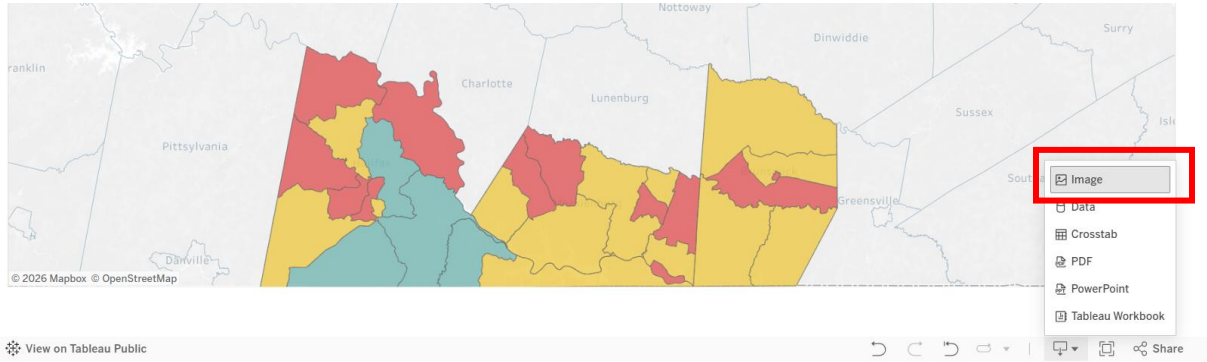 Nottoway
Dinwiddie
Surry
ranklin
Charlotte
Lunenburg
Sussex
Isle
Pittsylvania
Image
Data
Greensville
Crosstab
Danville
PDF
© 2026 Mapbox © OpenStreetMap
PowerPoint
Tableau Workbook
View on Tableau Public
Share